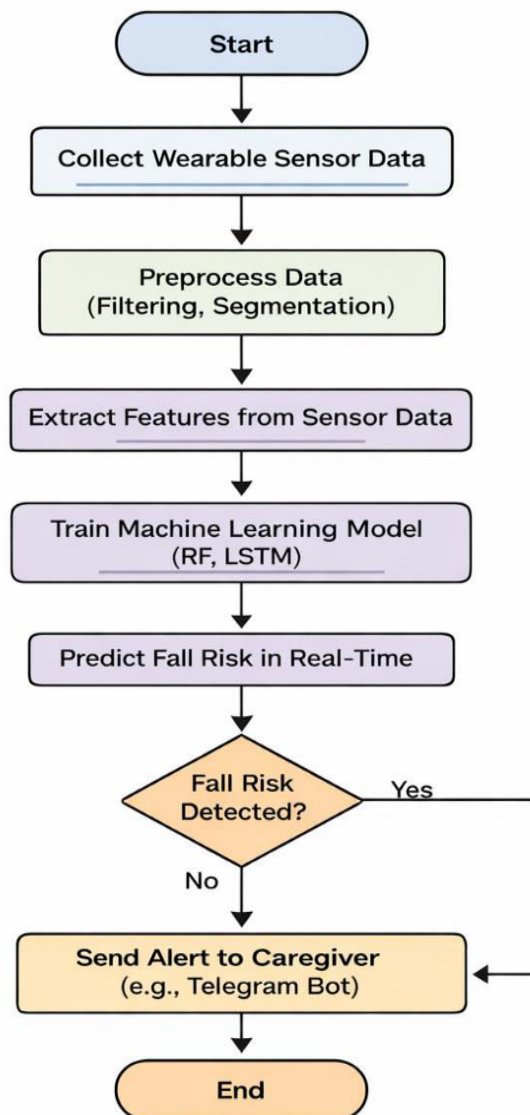 Start
Collect Wearable Sensor Data
Preprocess Data
(Filtering, Segmentation)
Extract Features from Sensor Data
Train Machine Learning Model
(RF, LSTM)
Predict Fall Risk in Real-Time
Fall Risk
Detected?
Yes
No
Send Alert to Caregiver
(e.g., Telegram Bot)
End